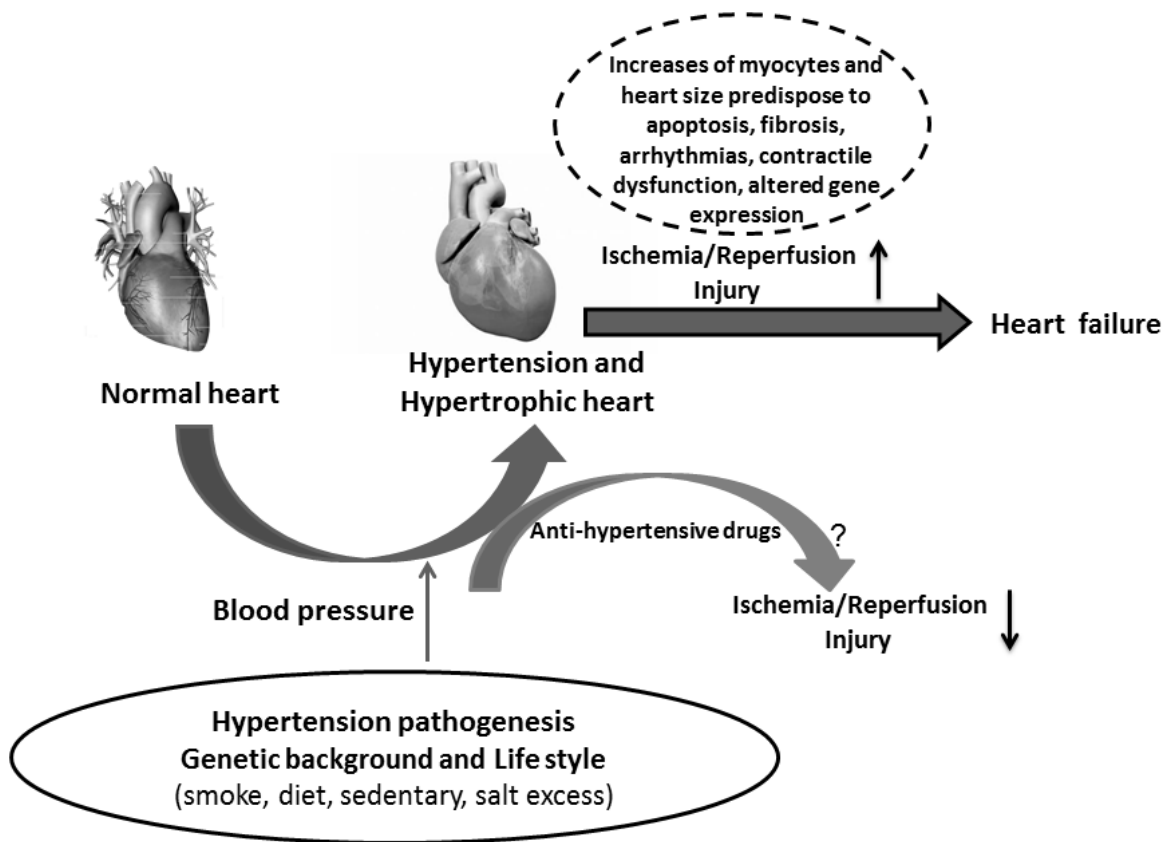 Increases of myocytes and
heart size predispose to
apoptosis, fibrosis,
arrhythmias, contractile
dysfunction, altered gene
expression
Ischemia/Reperfusion
Injury
Heart failure
Normal heart
Hypertension and
Hypertrophic heart
Anti-hypertensive drugs
?
Ischemia/Reperfusion
Injury
Blood pressure
Hypertension pathogenesis
Genetic background and Life style
(smoke, diet, sedentary, salt excess)